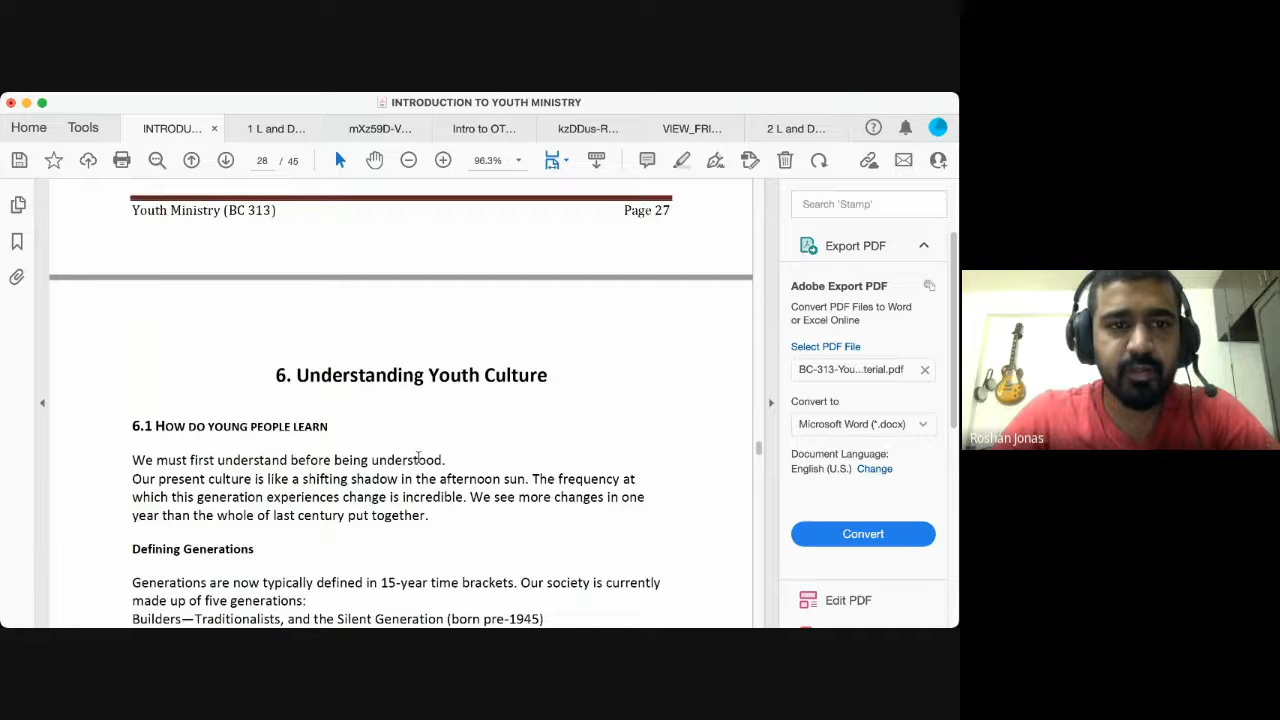 INTRODUCTION TO YOUTH MINISTRY
Home
Tools
INTRODU...
1 L and D...
mXz59D-V...
Intro to OT...
kzDDus-R...
VIEW_FRI...
2 L and D...
28 / 45
96.3%
Youth Ministry (BC 313) Page 27
6. Understanding Youth Culture
6.1 HOW DO YOUNG PEOPLE LEARN
We must first understand before being understood.
Our present culture is like a shifting shadow in the afternoon sun. The frequency at
which this generation experiences change is incredible. We see more changes in one
year than the whole of last century put together.
Defining Generations
Generations are now typically defined in 15-year time brackets. Our society is currently
made up of five generations:
Builders—Traditionalists, and the Silent Generation (born pre-1945)
Search 'Stamp'
Export PDF
Adobe Export PDF
Convert PDF Files to Word
or Excel Online
Select PDF File
BC-313-You...terial.pdf
Convert to
Microsoft Word (*.docx)
Document Language:
English (U.S.) Change
Convert
Edit PDF
Roshan Jonas